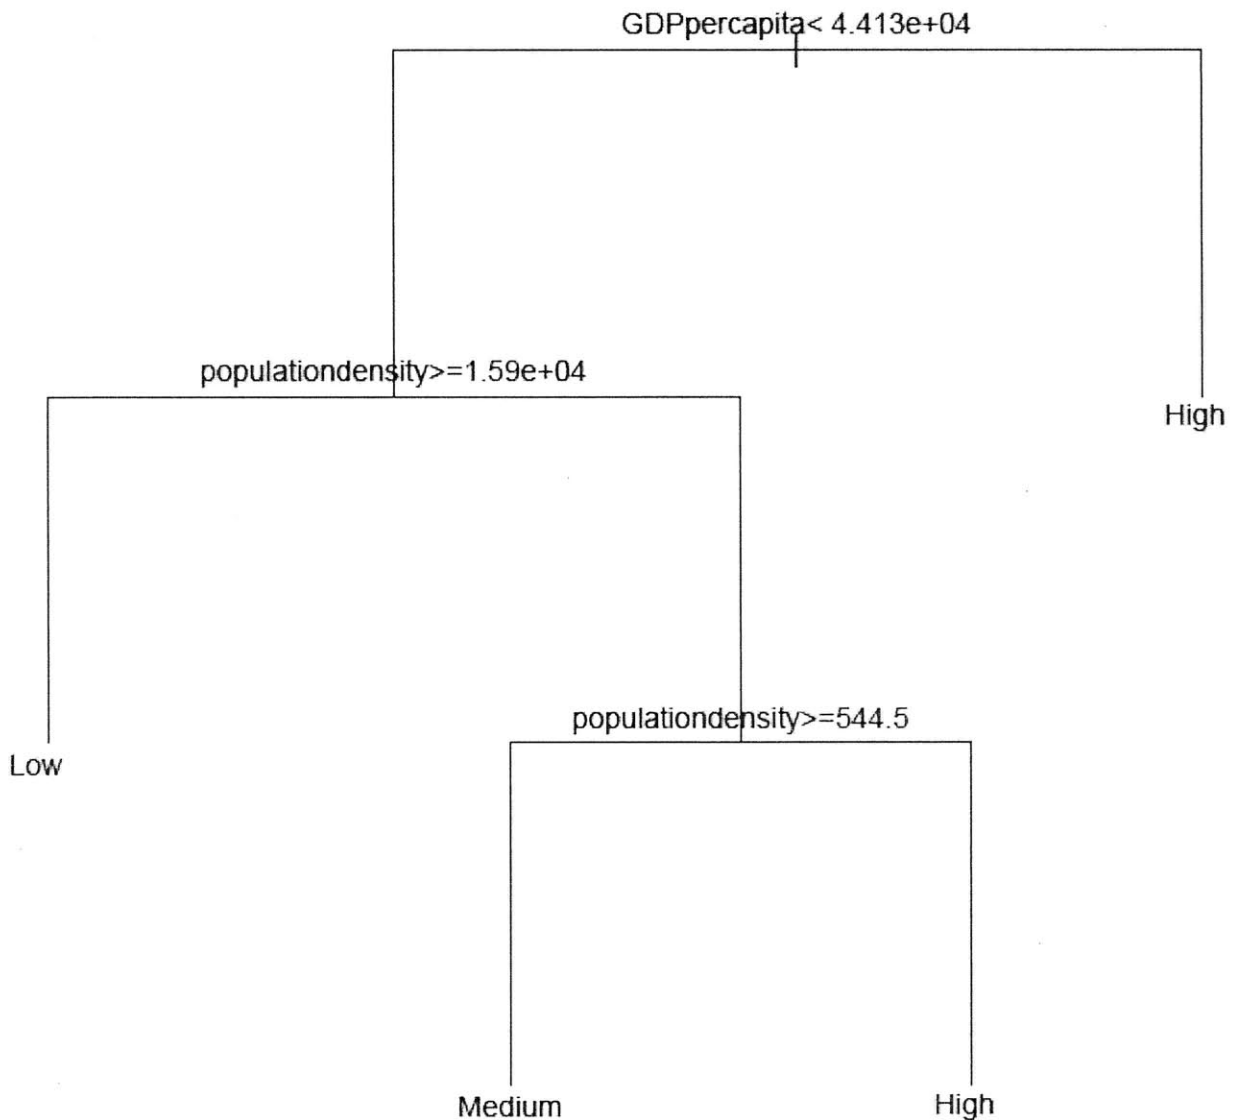 GDPpercapita< 4.413e+04
populationdensity>=1.59e+04
High
populationdensity>=544.5
Low
Medium
High